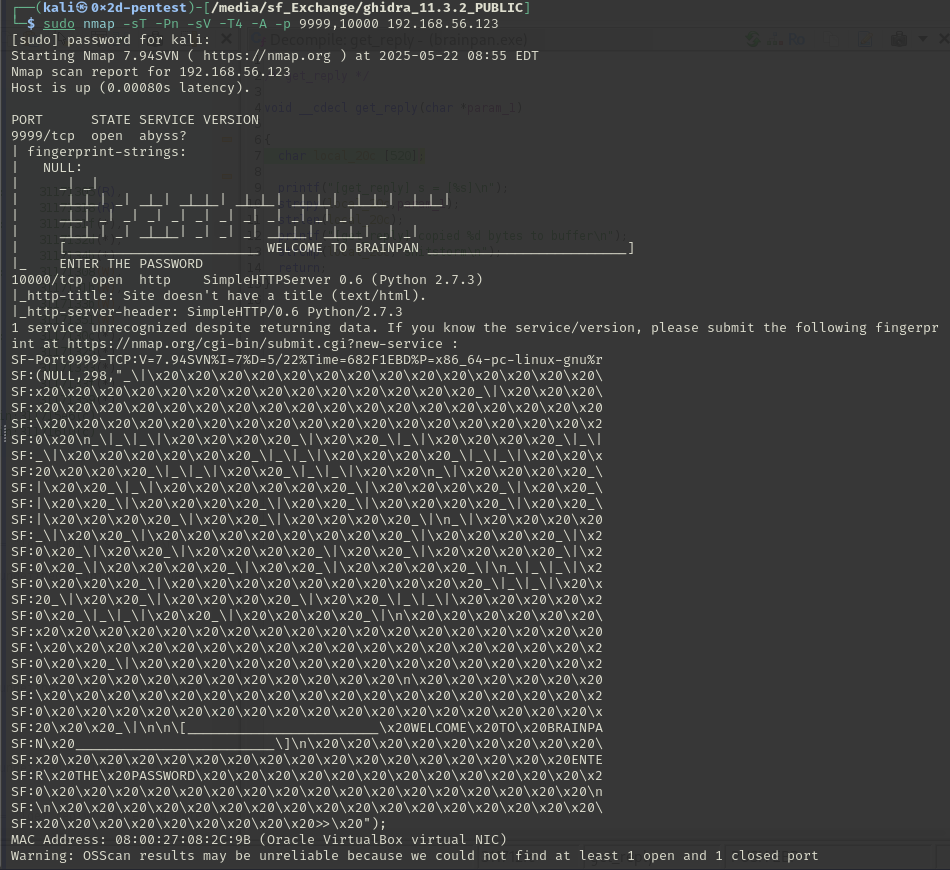 ┌──(kali㉿0×2d-pentest)-[/media/sf_Exchange/ghidra_11.3.2_PUBLIC]
└─$ sudo nmap -sT -Pn -sV -T4 -A -p 9999,10000 192.168.56.123
[sudo] password for kali:
Starting Nmap 7.94SVN ( https://nmap.org ) at 2025-05-22 08:55 EDT
Nmap scan report for 192.168.56.123
Host is up (0.00080s latency).
PORT      STATE SERVICE VERSION
9999/tcp  open  abyss?
| fingerprint-strings:
|   NULL:
|     _| _|
|     _|_|_| _| _|_| _|_|_| _|_|_| _|_|_| _|_|_| _|_|_|
|     _|_| _| _| _| _| _| _| _| _| _| _|
|     _|_|_| _| _|_|_| _| _| _| _|_|_| _|_|_| _| _|
|     [________________________ WELCOME TO BRAINPAN _________________________]
|_    ENTER THE PASSWORD
10000/tcp open  http    SimpleHTTPServer 0.6 (Python 2.7.3)
|_http-title: Site doesn't have a title (text/html).
|_http-server-header: SimpleHTTP/0.6 Python/2.7.3
1 service unrecognized despite returning data. If you know the service/version, please submit the following fingerpr
int at https://nmap.org/cgi-bin/submit.cgi?new-service :
SF-Port9999-TCP:V=7.94SVN%I=7%D=5/22%Time=682F1EBD%P=x86_64-pc-linux-gnu%r
SF:(NULL,298,"_\|\x20\x20\x20\x20\x20\x20\x20\x20\x20\x20\x20\x20\x20\x20\
SF:x20\x20\x20\x20\x20\x20\x20\x20\x20\x20\x20\x20\x20\x20_\|\x20\x20\x20\
SF:x20\x20\x20\x20\x20\x20\x20\x20\x20\x20\x20\x20\x20\x20\x20\x20\x20\x20
SF:\x20\x20\x20\x20\x20\x20\x20\x20\x20\x20\x20\x20\x20\x20\x20\x20\x20\x2
SF:0\x20\n_\|_\|_\|\x20\x20\x20\x20_\|\x20\x20_\|_\|\x20\x20\x20\x20_\|_\|
SF:_\|\x20\x20\x20\x20\x20\x20_\|_\|_\|\x20\x20\x20\x20_\|_\|_\|\x20\x20\x
SF:20\x20\x20\x20_\|_\|_\|\x20\x20_\|_\|_\|\x20\x20\n_\|\x20\x20\x20\x20_\
SF:|\x20\x20_\|_\|\x20\x20\x20\x20\x20\x20_\|\x20\x20\x20\x20_\|\x20\x20_\
SF:|\x20\x20_\|\x20\x20\x20\x20_\|\x20\x20_\|\x20\x20\x20\x20_\|\x20\x20_\
SF:|\x20\x20\x20\x20_\|\x20\x20_\|\x20\x20\x20\x20_\|\n_\|\x20\x20\x20\x20
SF:_\|\x20\x20_\|\x20\x20\x20\x20\x20\x20\x20\x20_\|\x20\x20\x20\x20_\|\x2
SF:0\x20_\|\x20\x20_\|\x20\x20\x20\x20_\|\x20\x20_\|\x20\x20\x20\x20_\|\x2
SF:0\x20_\|\x20\x20\x20\x20_\|\x20\x20_\|\x20\x20\x20\x20_\|\n_\|_\|_\|\x2
SF:0\x20\x20\x20_\|\x20\x20\x20\x20\x20\x20\x20\x20\x20\x20_\|_\|_\|\x20\x
SF:20_\|\x20\x20_\|\x20\x20\x20\x20_\|\x20\x20_\|_\|_\|\x20\x20\x20\x20\x2
SF:0\x20_\|_\|_\|\x20\x20_\|\x20\x20\x20\x20_\|\n\x20\x20\x20\x20\x20\x20\
SF:x20\x20\x20\x20\x20\x20\x20\x20\x20\x20\x20\x20\x20\x20\x20\x20\x20\x20
SF:\x20\x20\x20\x20\x20\x20\x20\x20\x20\x20\x20\x20\x20\x20\x20\x20\x20\x2
SF:0\x20\x20_\|\x20\x20\x20\x20\x20\x20\x20\x20\x20\x20\x20\x20\x20\x20\x2
SF:0\x20\x20\x20\x20\x20\x20\x20\x20\x20\x20\n\x20\x20\x20\x20\x20\x20\x20
SF:\x20\x20\x20\x20\x20\x20\x20\x20\x20\x20\x20\x20\x20\x20\x20\x20\x20\x2
SF:0\x20\x20\x20\x20\x20\x20\x20\x20\x20\x20\x20\x20\x20\x20\x20\x20\x20\x
SF:20\x20\x20_\|\n\n\[________________________\x20WELCOME\x20TO\x20BRAINPA
SF:N\x20_________________________\]\n\x20\x20\x20\x20\x20\x20\x20\x20\x20\
SF:x20\x20\x20\x20\x20\x20\x20\x20\x20\x20\x20\x20\x20\x20\x20\x20\x20ENTE
SF:R\x20THE\x20PASSWORD\x20\x20\x20\x20\x20\x20\x20\x20\x20\x20\x20\x20\x2
SF:0\x20\x20\x20\x20\x20\x20\x20\x20\x20\x20\x20\x20\x20\x20\x20\x20\x20\n
SF:\n\x20\x20\x20\x20\x20\x20\x20\x20\x20\x20\x20\x20\x20\x20\x20\x20\x20\
SF:x20\x20\x20\x20\x20\x20\x20\x20\x20>>\x20");
MAC Address: 08:00:27:08:2C:9B (Oracle VirtualBox virtual NIC)
Warning: OSScan results may be unreliable because we could not find at least 1 open and 1 closed port